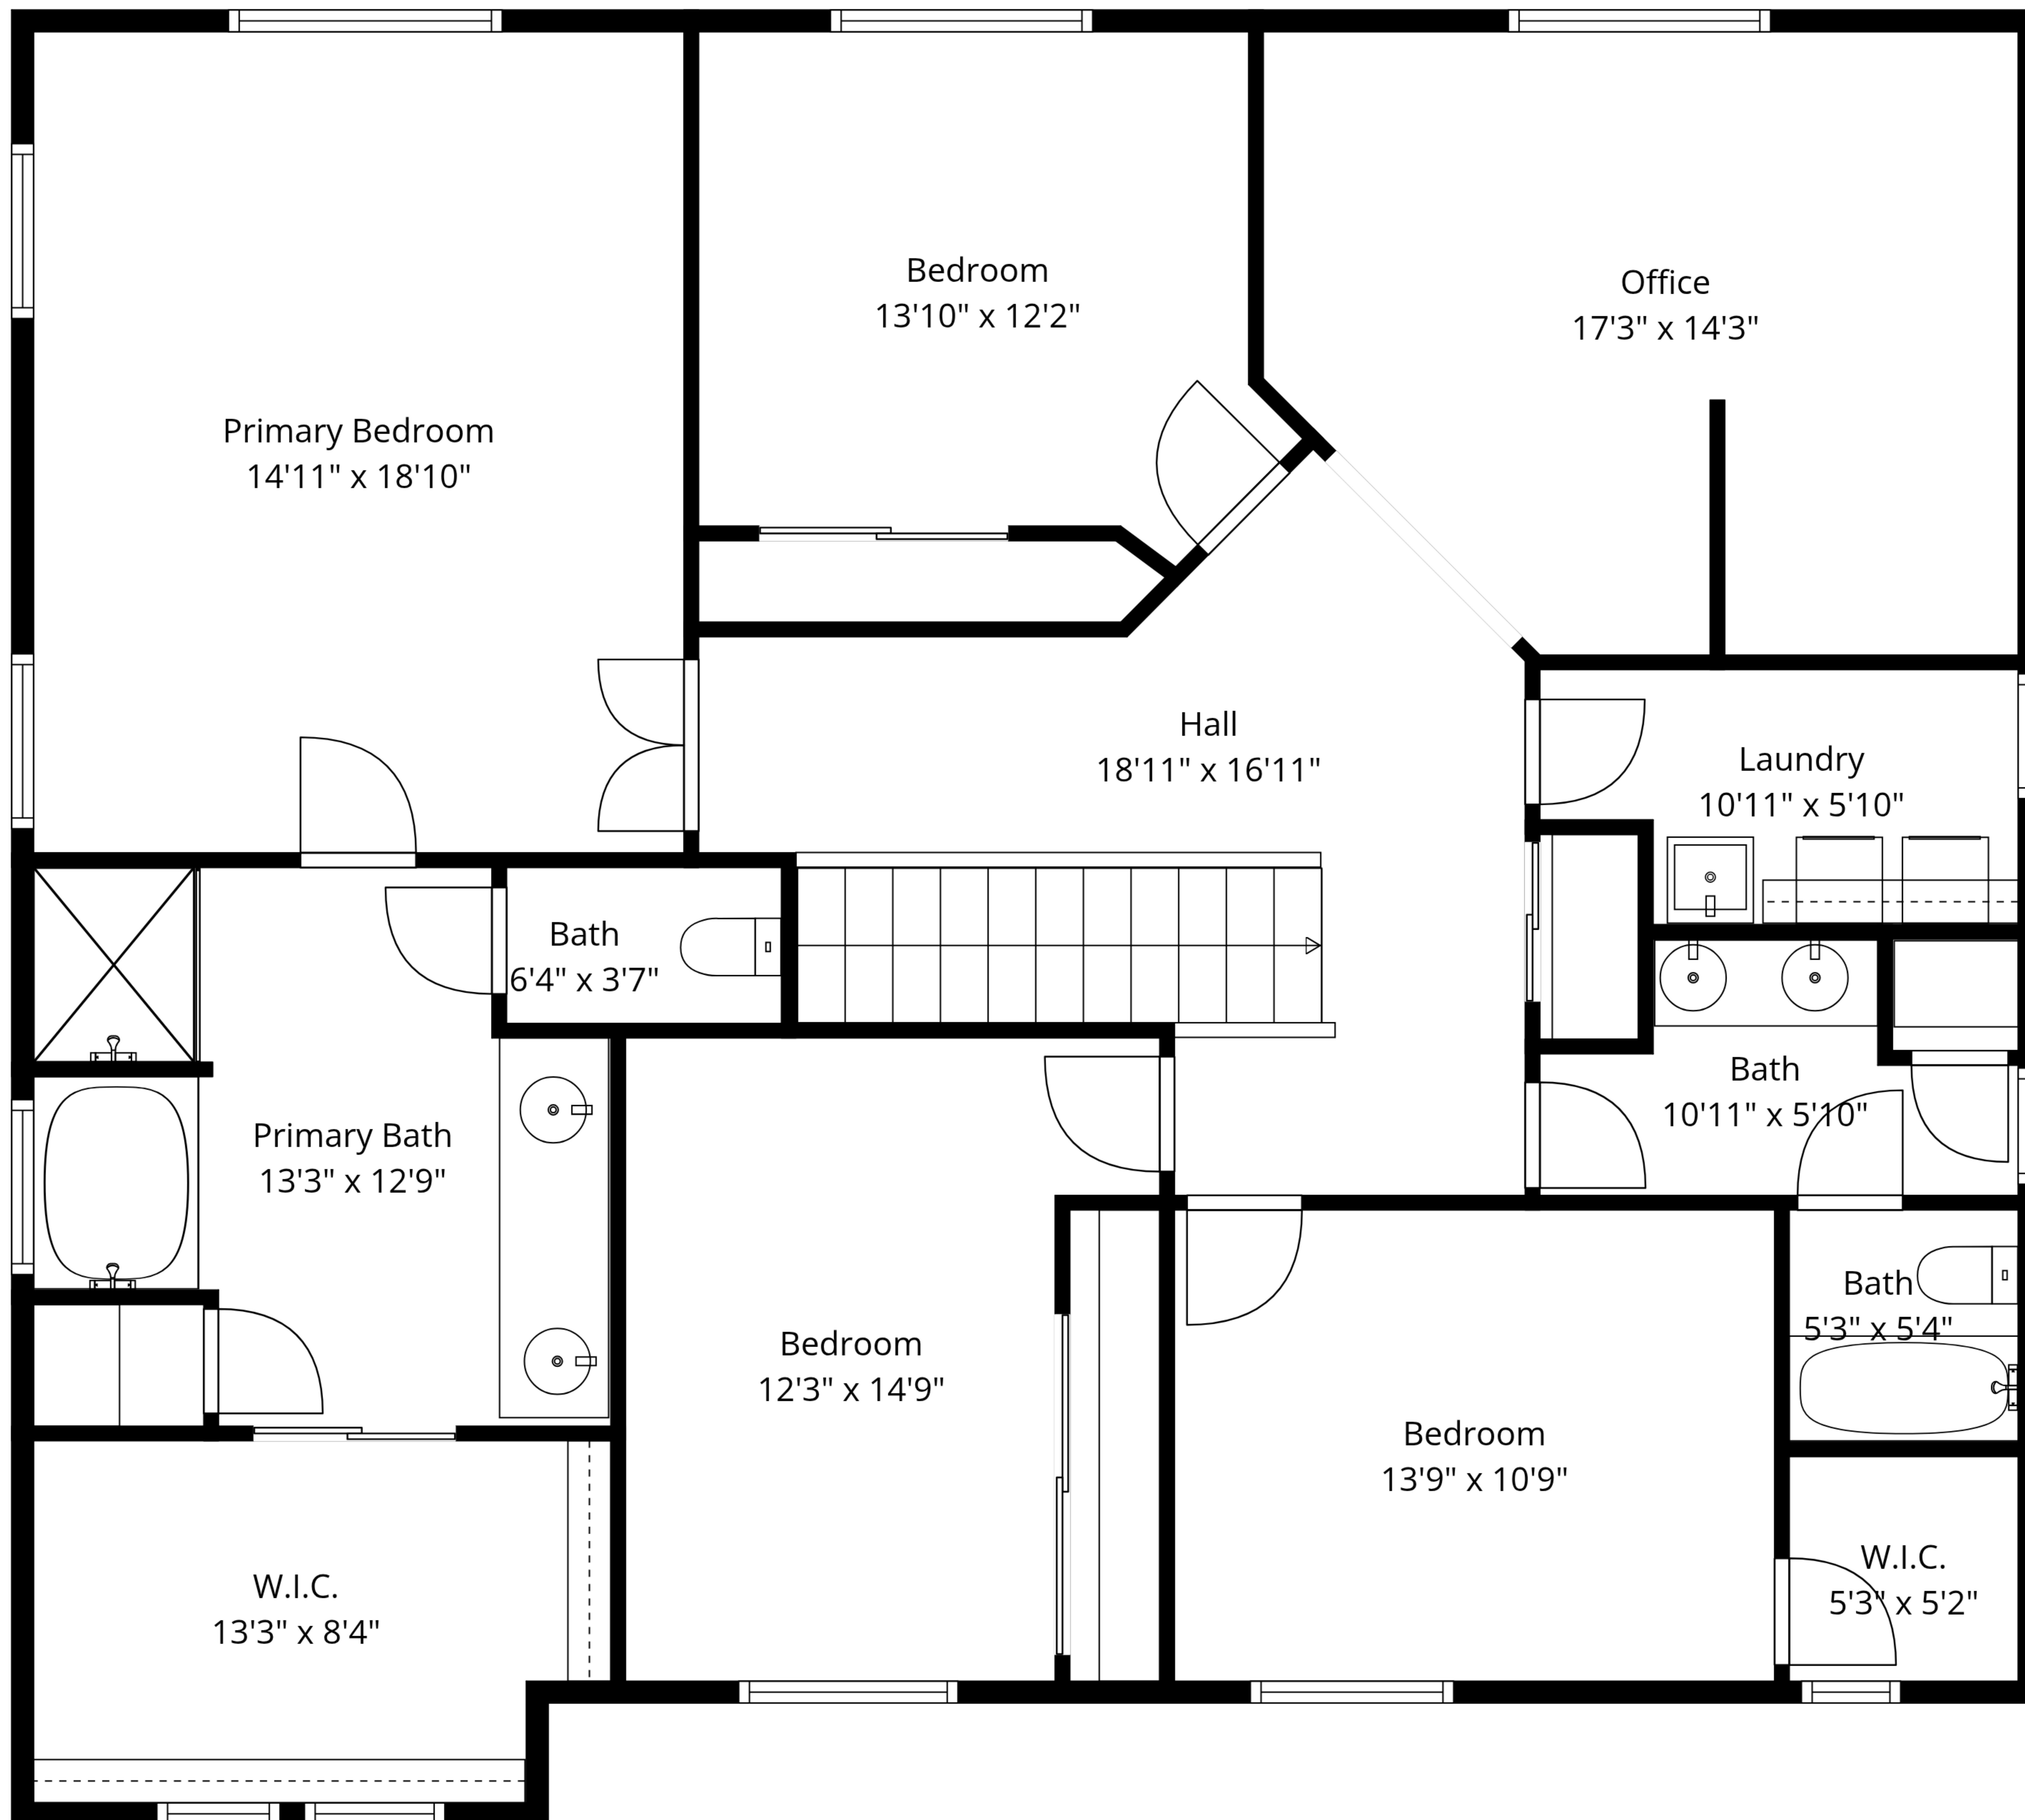 Bedroom
13'10" x 12'2"
Office
17'3" x 14'3"
Primary Bedroom
14'11" x 18'10"
Hall
18'11" x 16'11"
Laundry
10'11" x 5'10"
Bath
6'4" x 3'7"
Bath
10'11" x 5'10"
Primary Bath
13'3" x 12'9"
Bath
5'3" x 5'4"
Bedroom
12'3" x 14'9"
Bedroom
13'9" x 10'9"
W.I.C.
5'3" x 5'2"
W.I.C.
13'3" x 8'4"